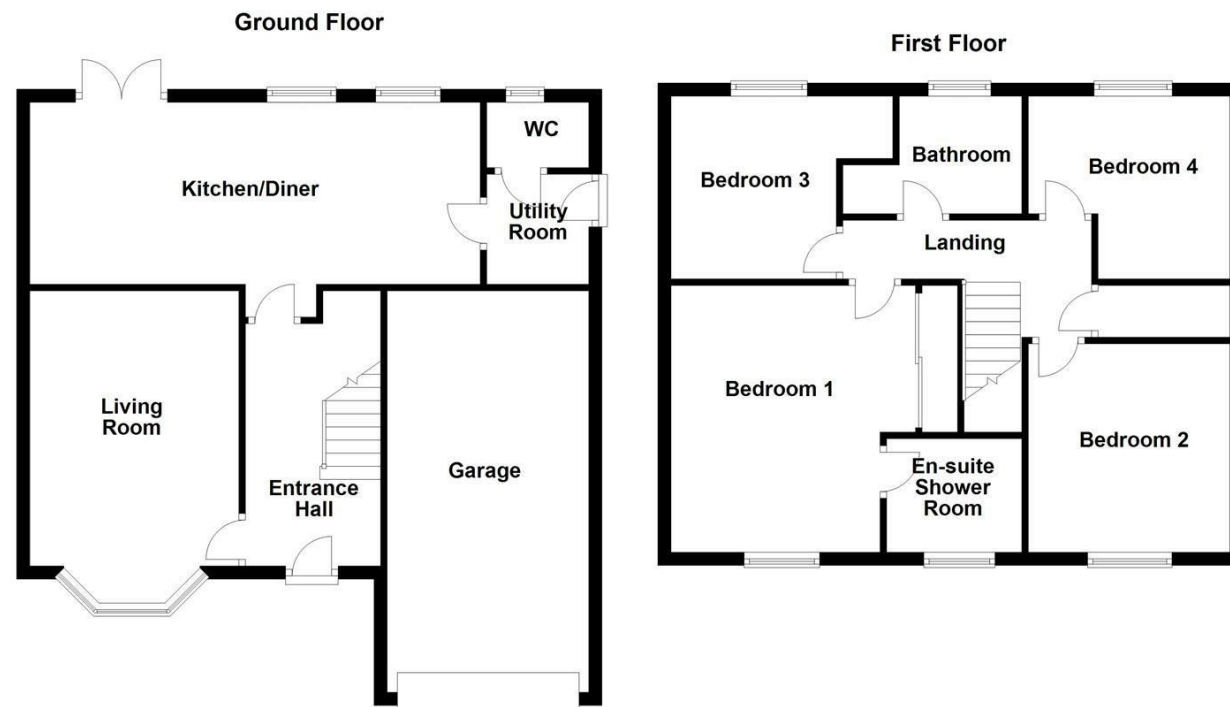 Ground Floor
WC
Kitchen/Diner
Utility
Room
Living
Room
Garage
Entrance
Hall
First Floor
Bathroom
Bedroom 3
Bedroom 4
Landing
Bedroom 1
Bedroom 2
En-suite
Shower
Room